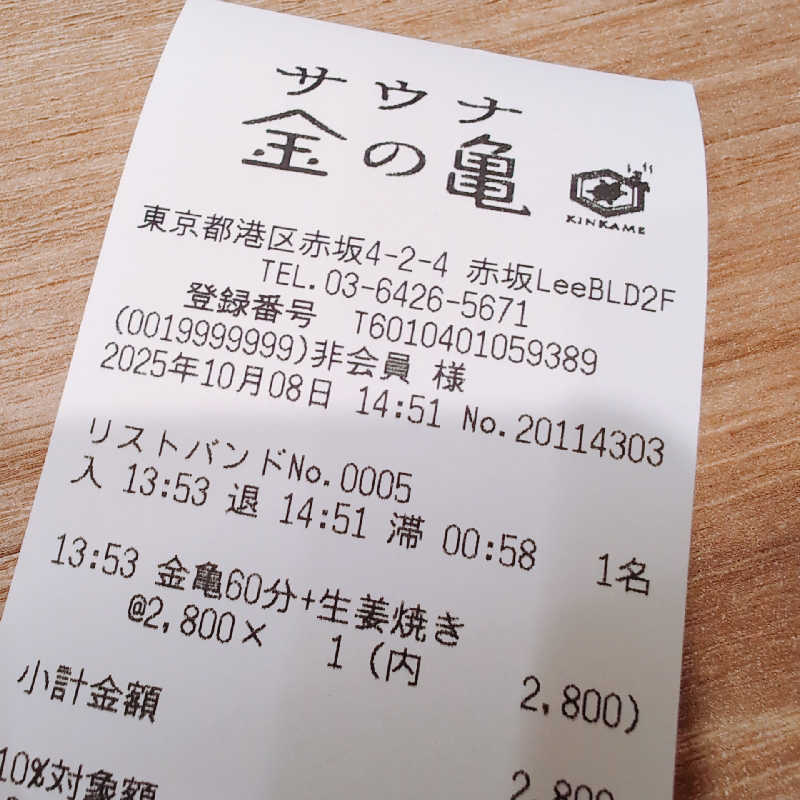 サウナ
金の亀
KINKAME
東京都港区赤坂4-2-4 赤坂LeeBLD2F
TEL.03-6426-5671
登録番号 T6010401059389
(0019999999)非会員 様
2025年10月08日 14:51 No.20114303
リストバンドNo.0005
入 13:53 退 14:51 滞 00:58 1名
13:53 金亀60分+生姜焼き
@2,800× 1 (内 2,800)
小計金額
10%対象額 2,800